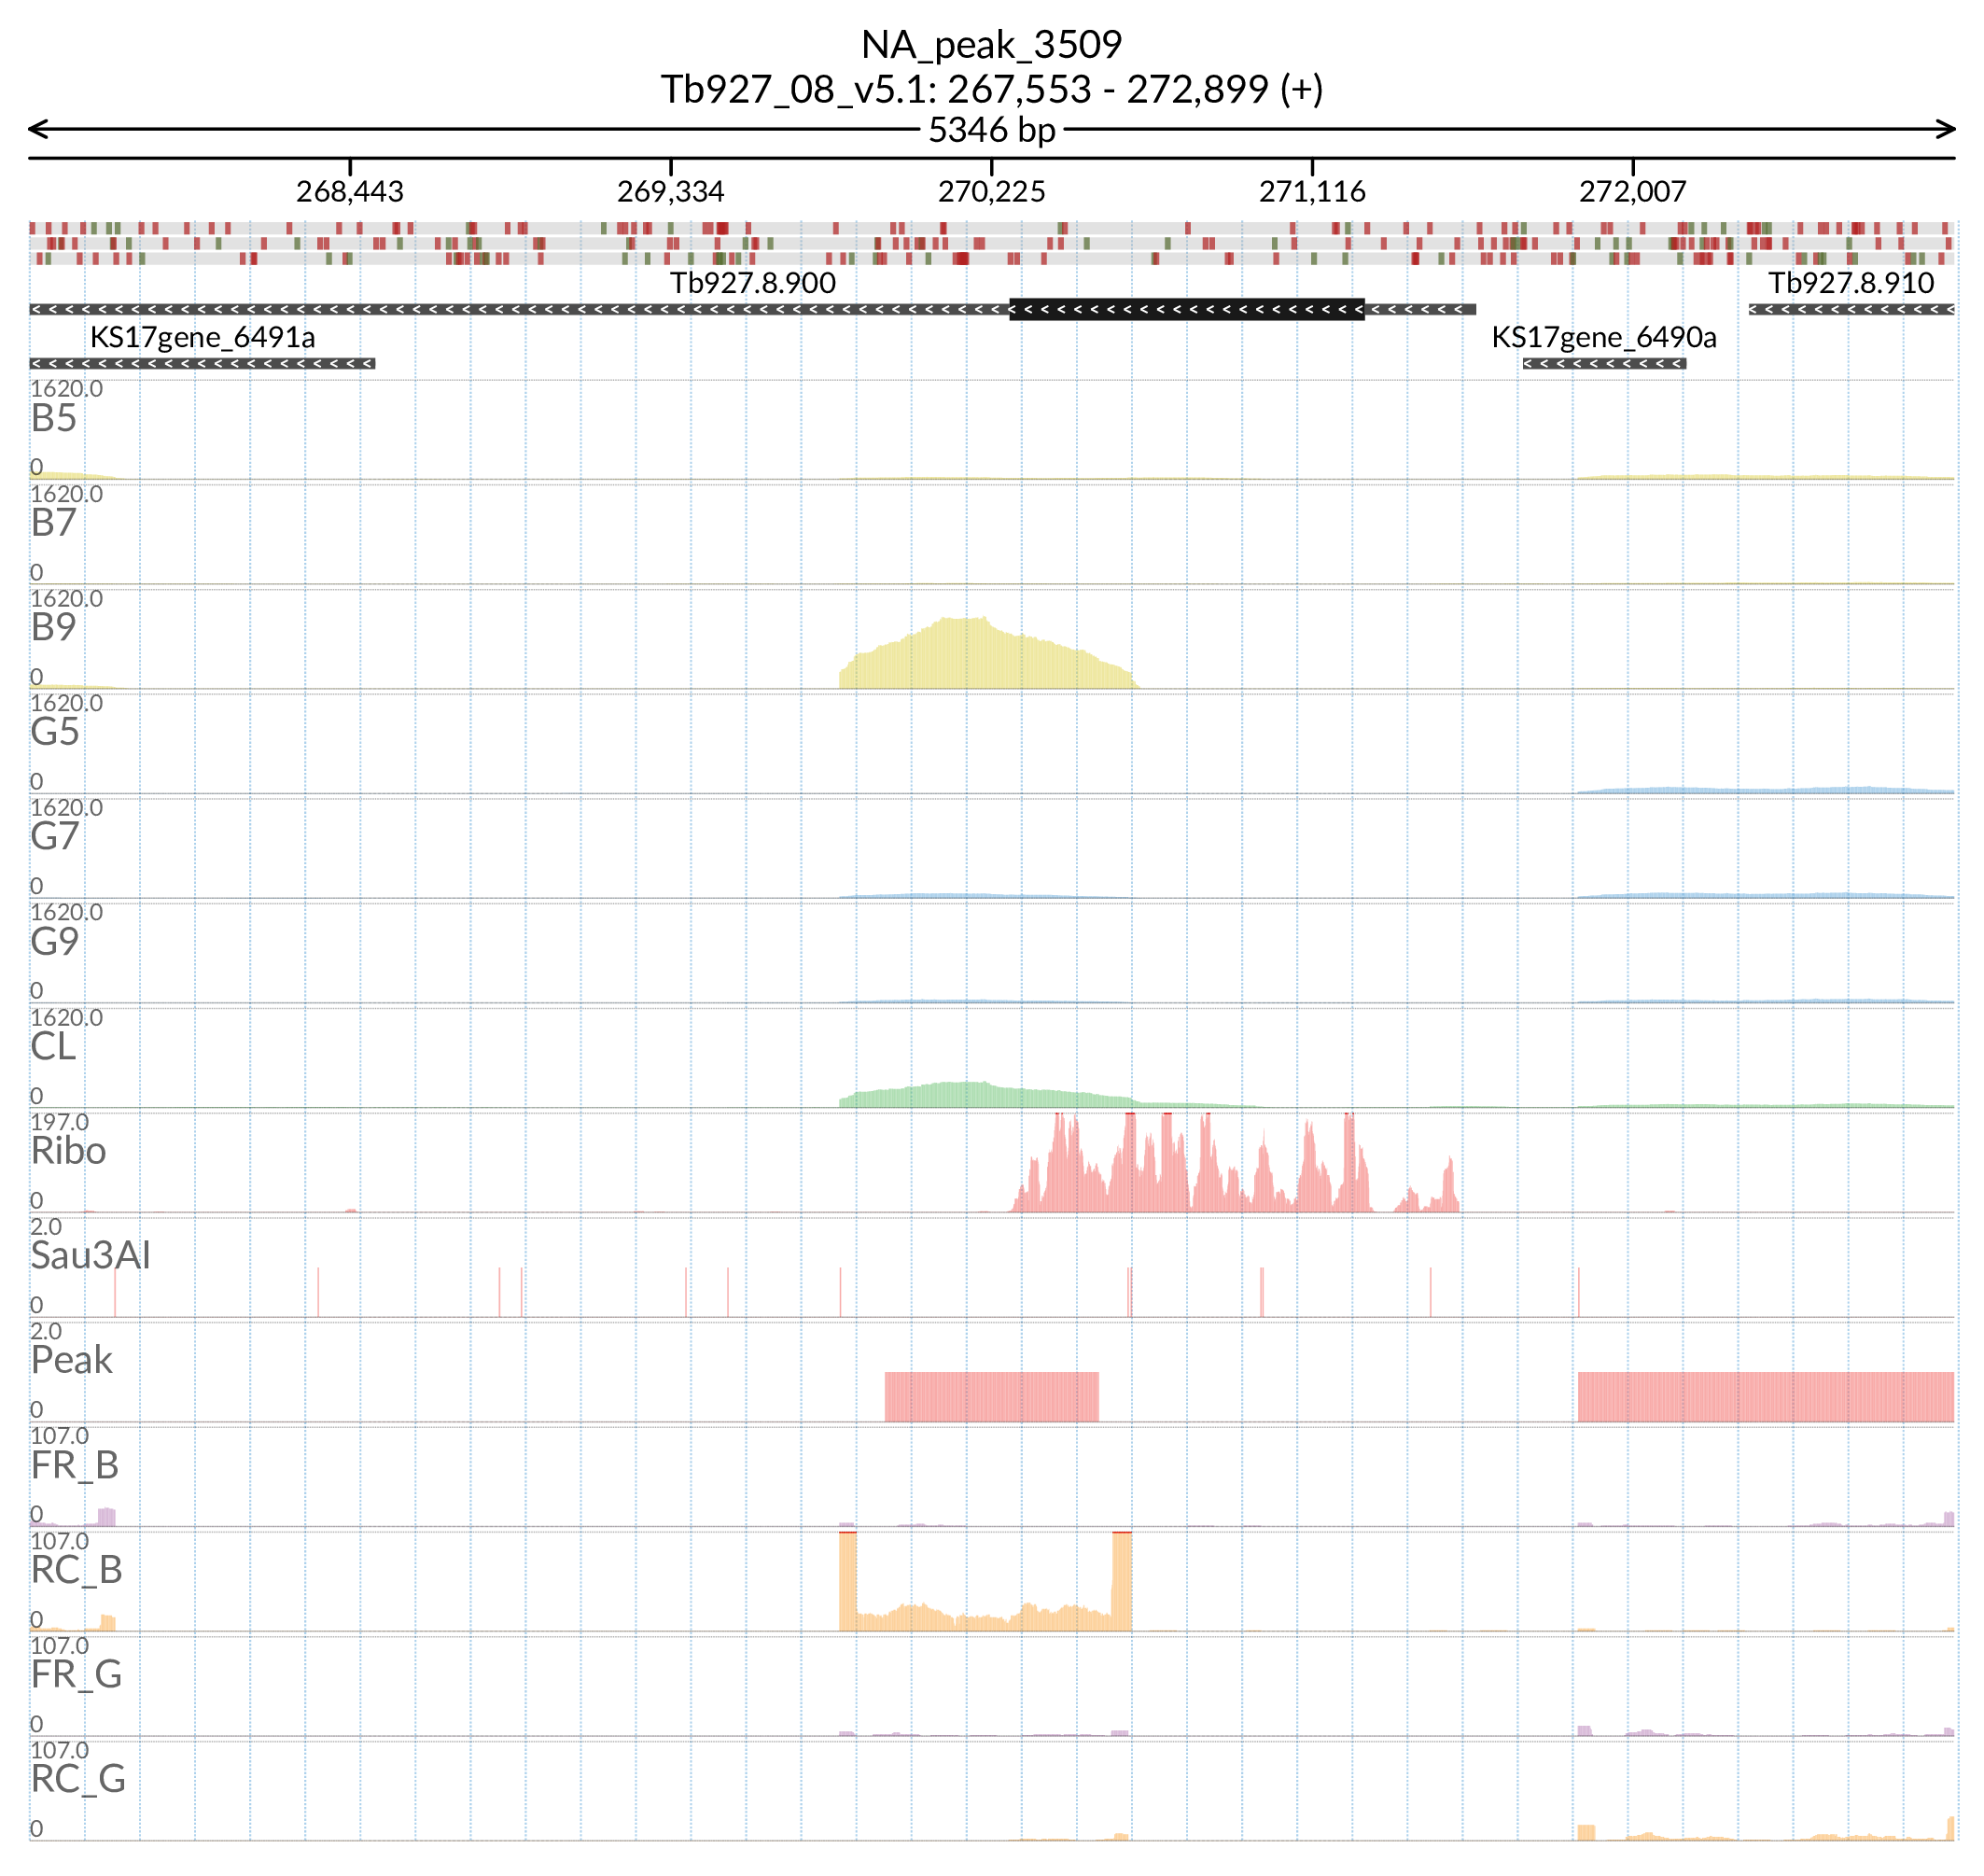 NA_peak_3509
Tb927_08_v5.1: 267,553 - 272,899 (+)
5346 bp
268,443 269,334 270,225 271,116 272,007
Tb927.8.900 Tb927.8.910
KS17gene_6491a KS17gene_6490a
1620.0
B5
0
1620.0
B7
0
1620.0
B9
0
1620.0
G5
0
1620.0
G7
0
1620.0
G9
0
1620.0
CL
0
197.0
Ribo
0
2.0
Sau3AI
0
2.0
Peak
0
107.0
FR_B
0
107.0
RC_B
0
107.0
FR_G
0
107.0
RC_G
0